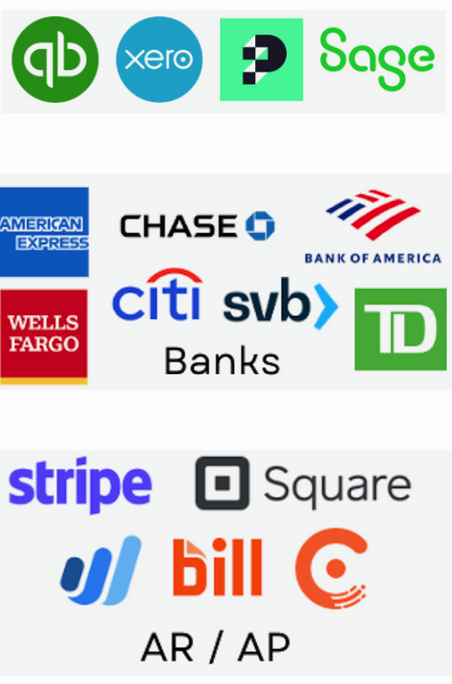 qb xero Sage
AMERICAN
EXPRESS
CHASE
BANK OF AMERICA
WELLS
FARGO
citi svb
TD
Banks
stripe Square
bill
AR / AP